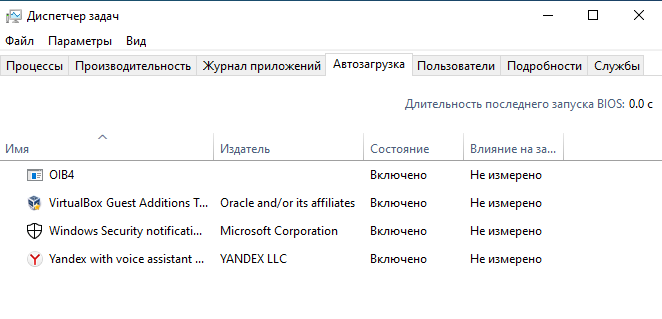 Диспетчер задач
Файл Параметры Вид
Процессы Производительность Журнал приложений Автозагрузка Пользователи Подробности Службы
Длительность последнего запуска BIOS: 0.0 с
Имя Издатель Состояние Влияние на за...
OIB4 Включено Не измерено
VirtualBox Guest Additions T... Oracle and/or its affiliates Включено Не измерено
Windows Security notificati... Microsoft Corporation Включено Не измерено
Yandex with voice assistant ... YANDEX LLC Включено Не измерено